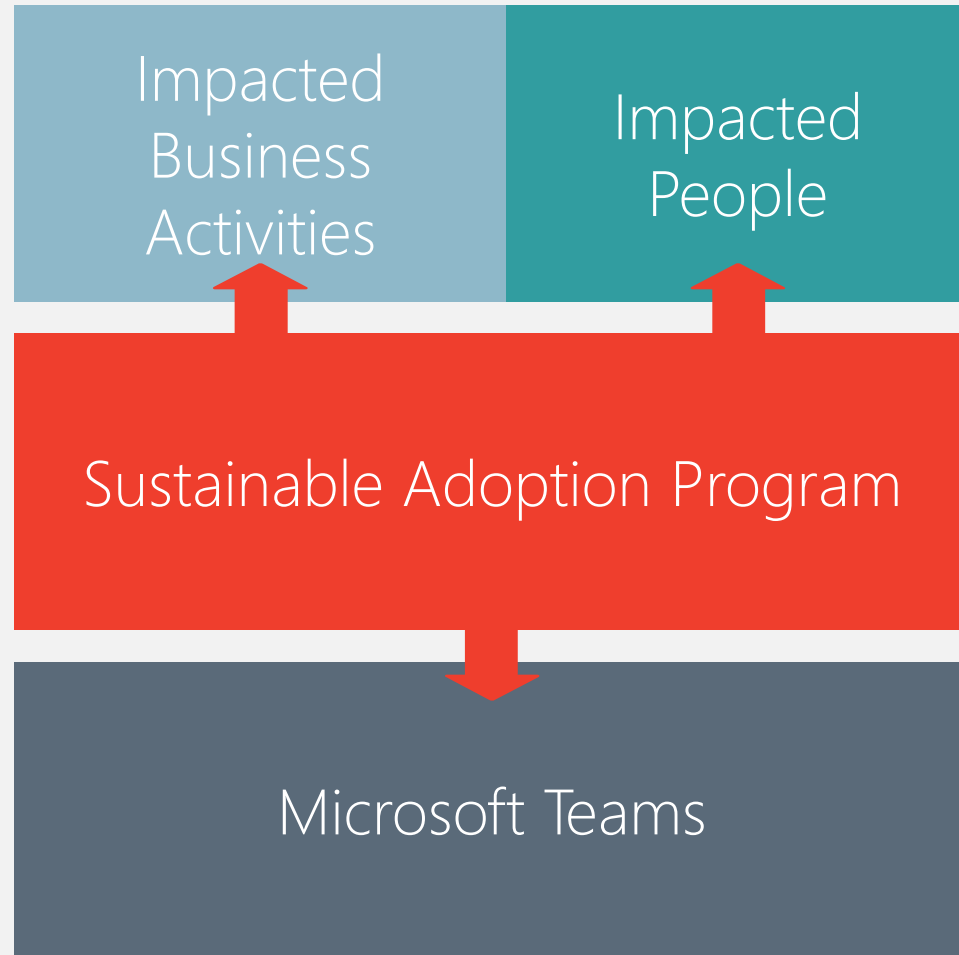 Impacted
Business
Activities
Impacted
People
Sustainable Adoption Program
Microsoft Teams